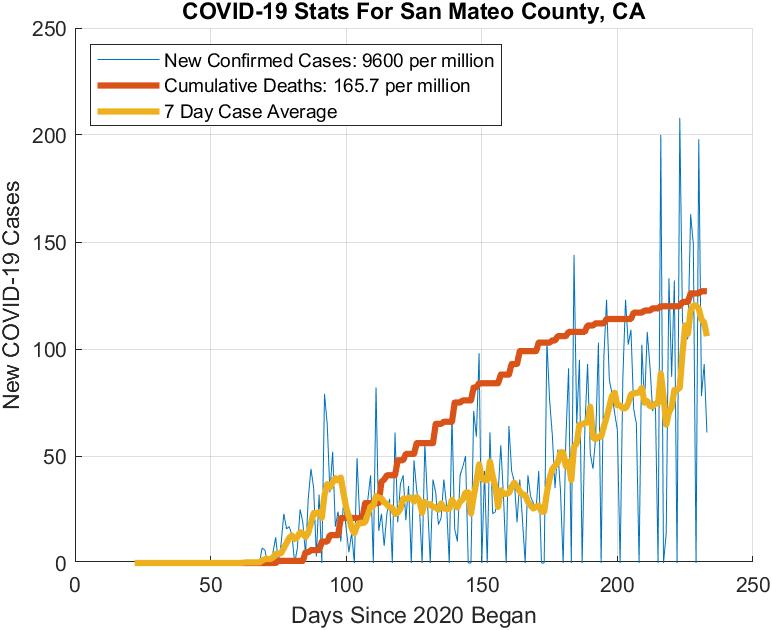 COVID-19 Stats For San Mateo County, CA
New Confirmed Cases: 9600 per million
Cumulative Deaths: 165.7 per million
7 Day Case Average
New COVID-19 Cases
250
200
150
100
50
0
0 50 100 150 200 250
Days Since 2020 Began